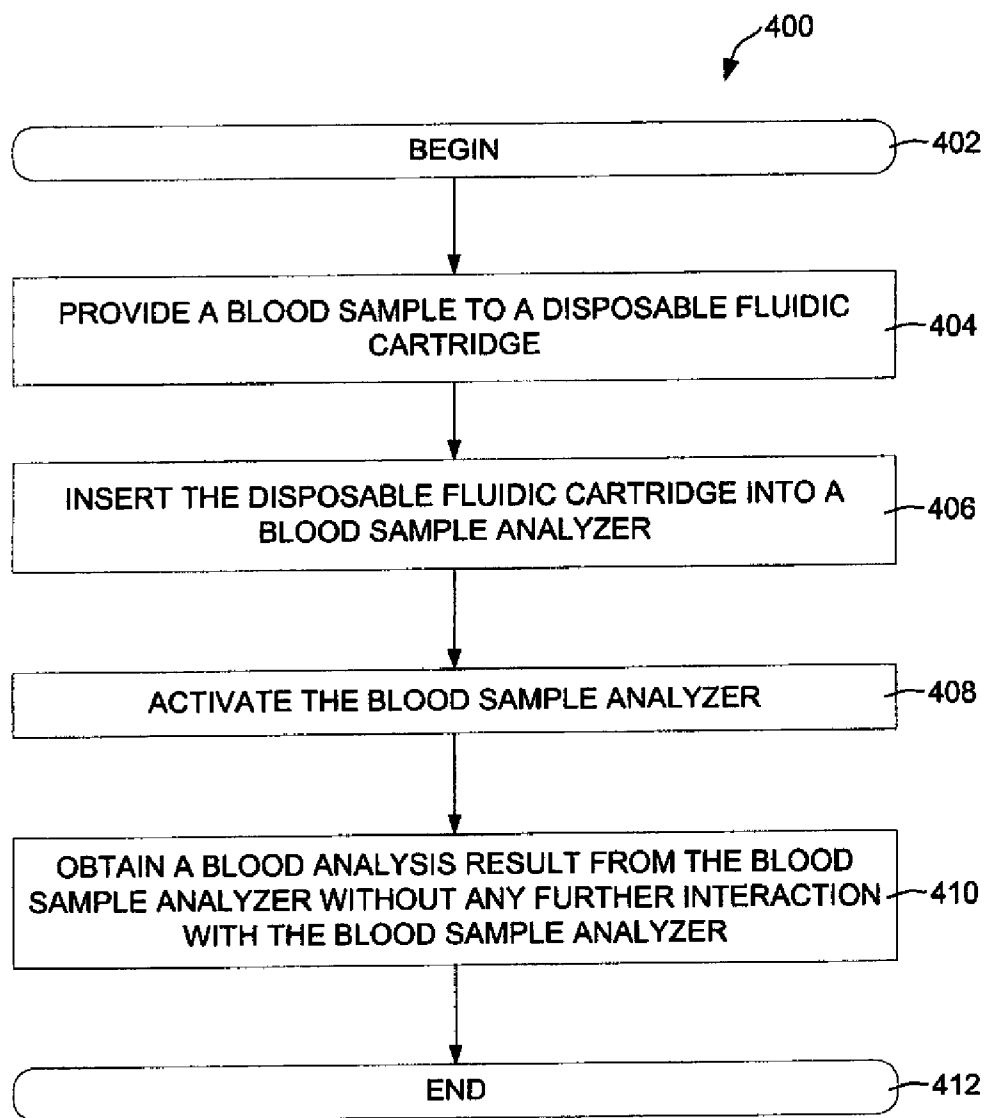 400
BEGIN
402
PROVIDE A BLOOD SAMPLE TO A DISPOSABLE FLUIDIC
CARTRIDGE
404
INSERT THE DISPOSABLE FLUIDIC CARTRIDGE INTO A
BLOOD SAMPLE ANALYZER
406
ACTIVATE THE BLOOD SAMPLE ANALYZER
408
OBTAIN A BLOOD ANALYSIS RESULT FROM THE BLOOD
SAMPLE ANALYZER WITHOUT ANY FURTHER INTERACTION
WITH THE BLOOD SAMPLE ANALYZER
410
END
412